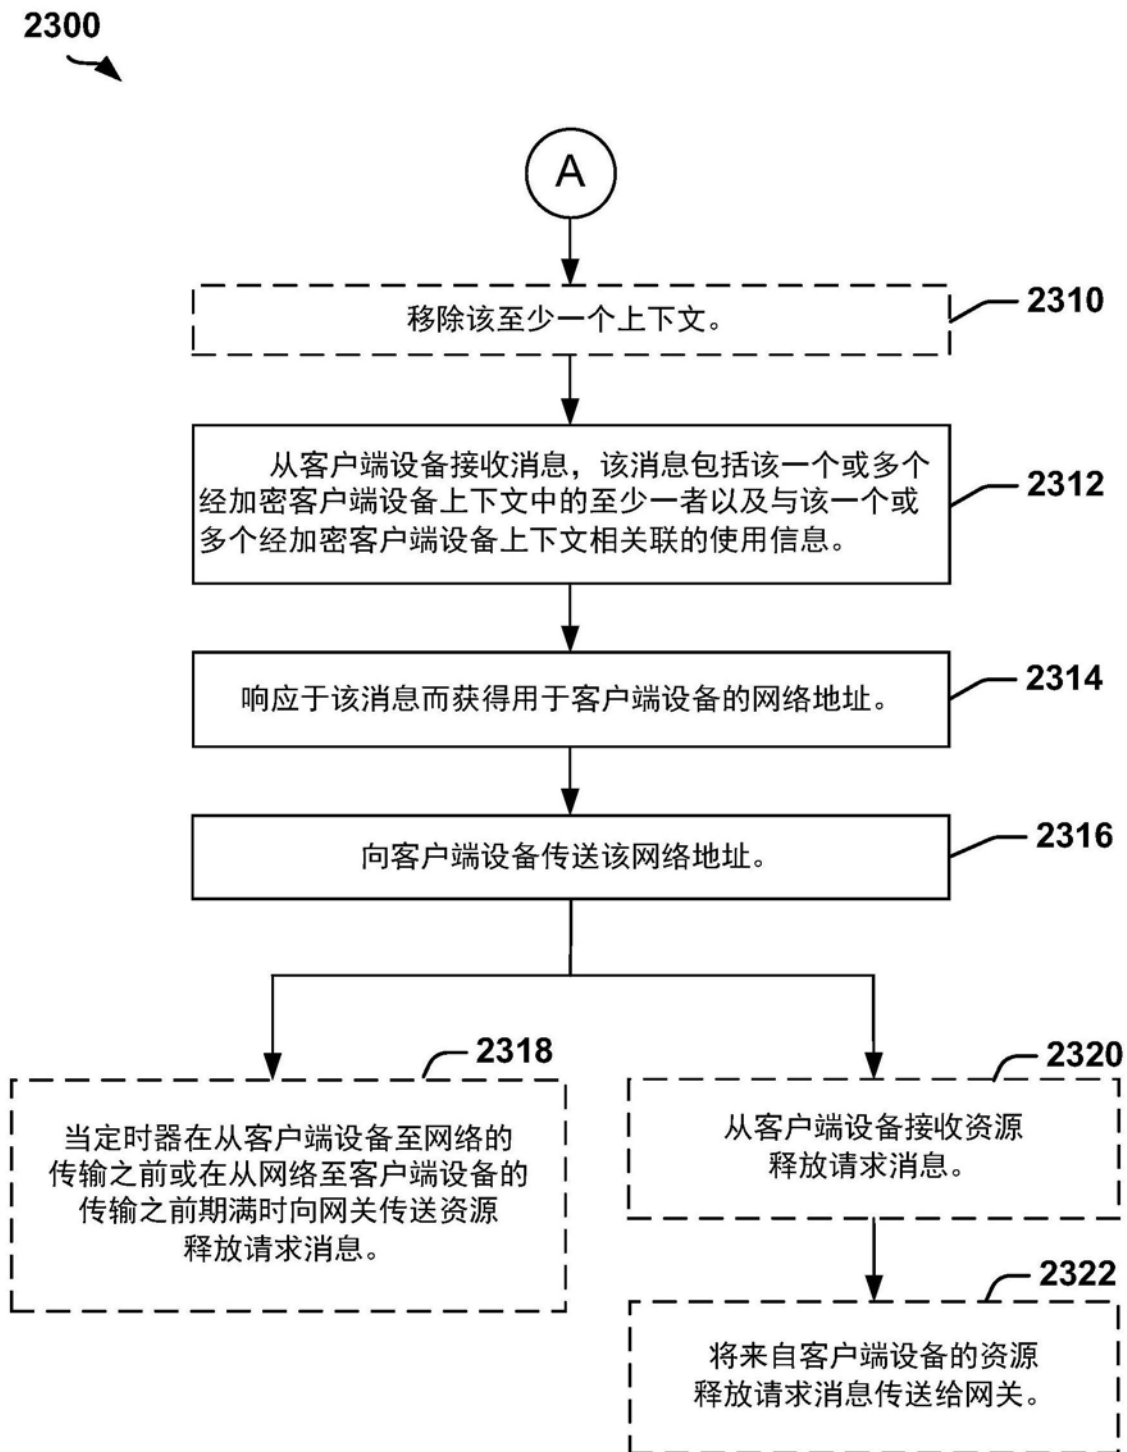 2300
A
移除该至少一个上下文。
2310
从客户端设备接收消息，该消息包括该一个或多个
经加密客户端设备上下文中的至少一者以及与该一个或
多个经加密客户端设备上下文相关联的使用信息。
2312
响应于该消息而获得用于客户端设备的网络地址。
2314
向客户端设备传送该网络地址。
2316
2318
当定时器在从客户端设备至网络的
传输之前或在从网络至客户端设备的
传输之前期满时向网关传送资源
释放请求消息。
2320
从客户端设备接收资源
释放请求消息。
2322
将来自客户端设备的资源
释放请求消息传送给网关。